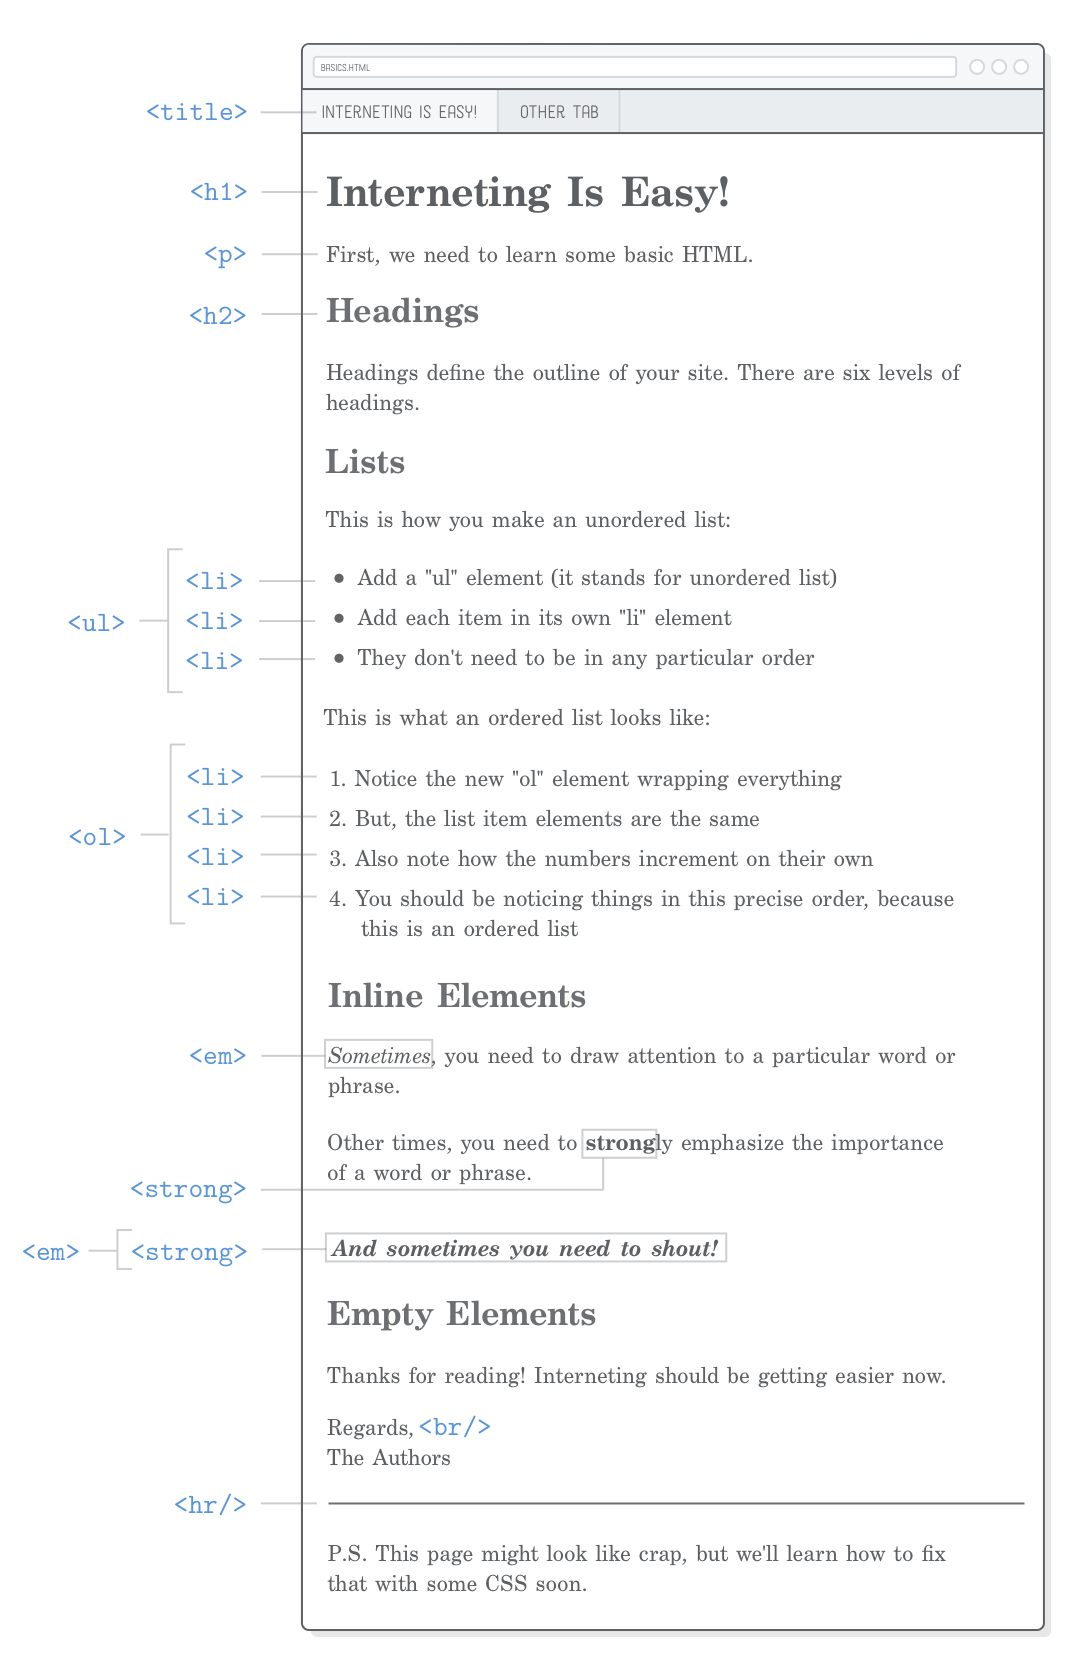 BASICS.HTML
<title> INTERNETING IS EASY! OTHER TAB
<h1> Interneting Is Easy!
<p> First, we need to learn some basic HTML.
<h2> Headings
Headings define the outline of your site. There are six levels of
headings.
Lists
This is how you make an unordered list:
<ul>
<li> • Add a "ul" element (it stands for unordered list)
<li> • Add each item in its own "li" element
<li> • They don't need to be in any particular order
This is what an ordered list looks like:
<ol>
<li> 1. Notice the new "ol" element wrapping everything
<li> 2. But, the list item elements are the same
<li> 3. Also note how the numbers increment on their own
<li> 4. You should be noticing things in this precise order, because
this is an ordered list
Inline Elements
<em> Sometimes, you need to draw attention to a particular word or
phrase.
Other times, you need to strongly emphasize the importance
of a word or phrase.
<strong>
<em> <strong> And sometimes you need to shout!
Empty Elements
Thanks for reading! Interneting should be getting easier now.
Regards, <br/>
The Authors
<hr/>
P.S. This page might look like crap, but we'll learn how to fix
that with some CSS soon.